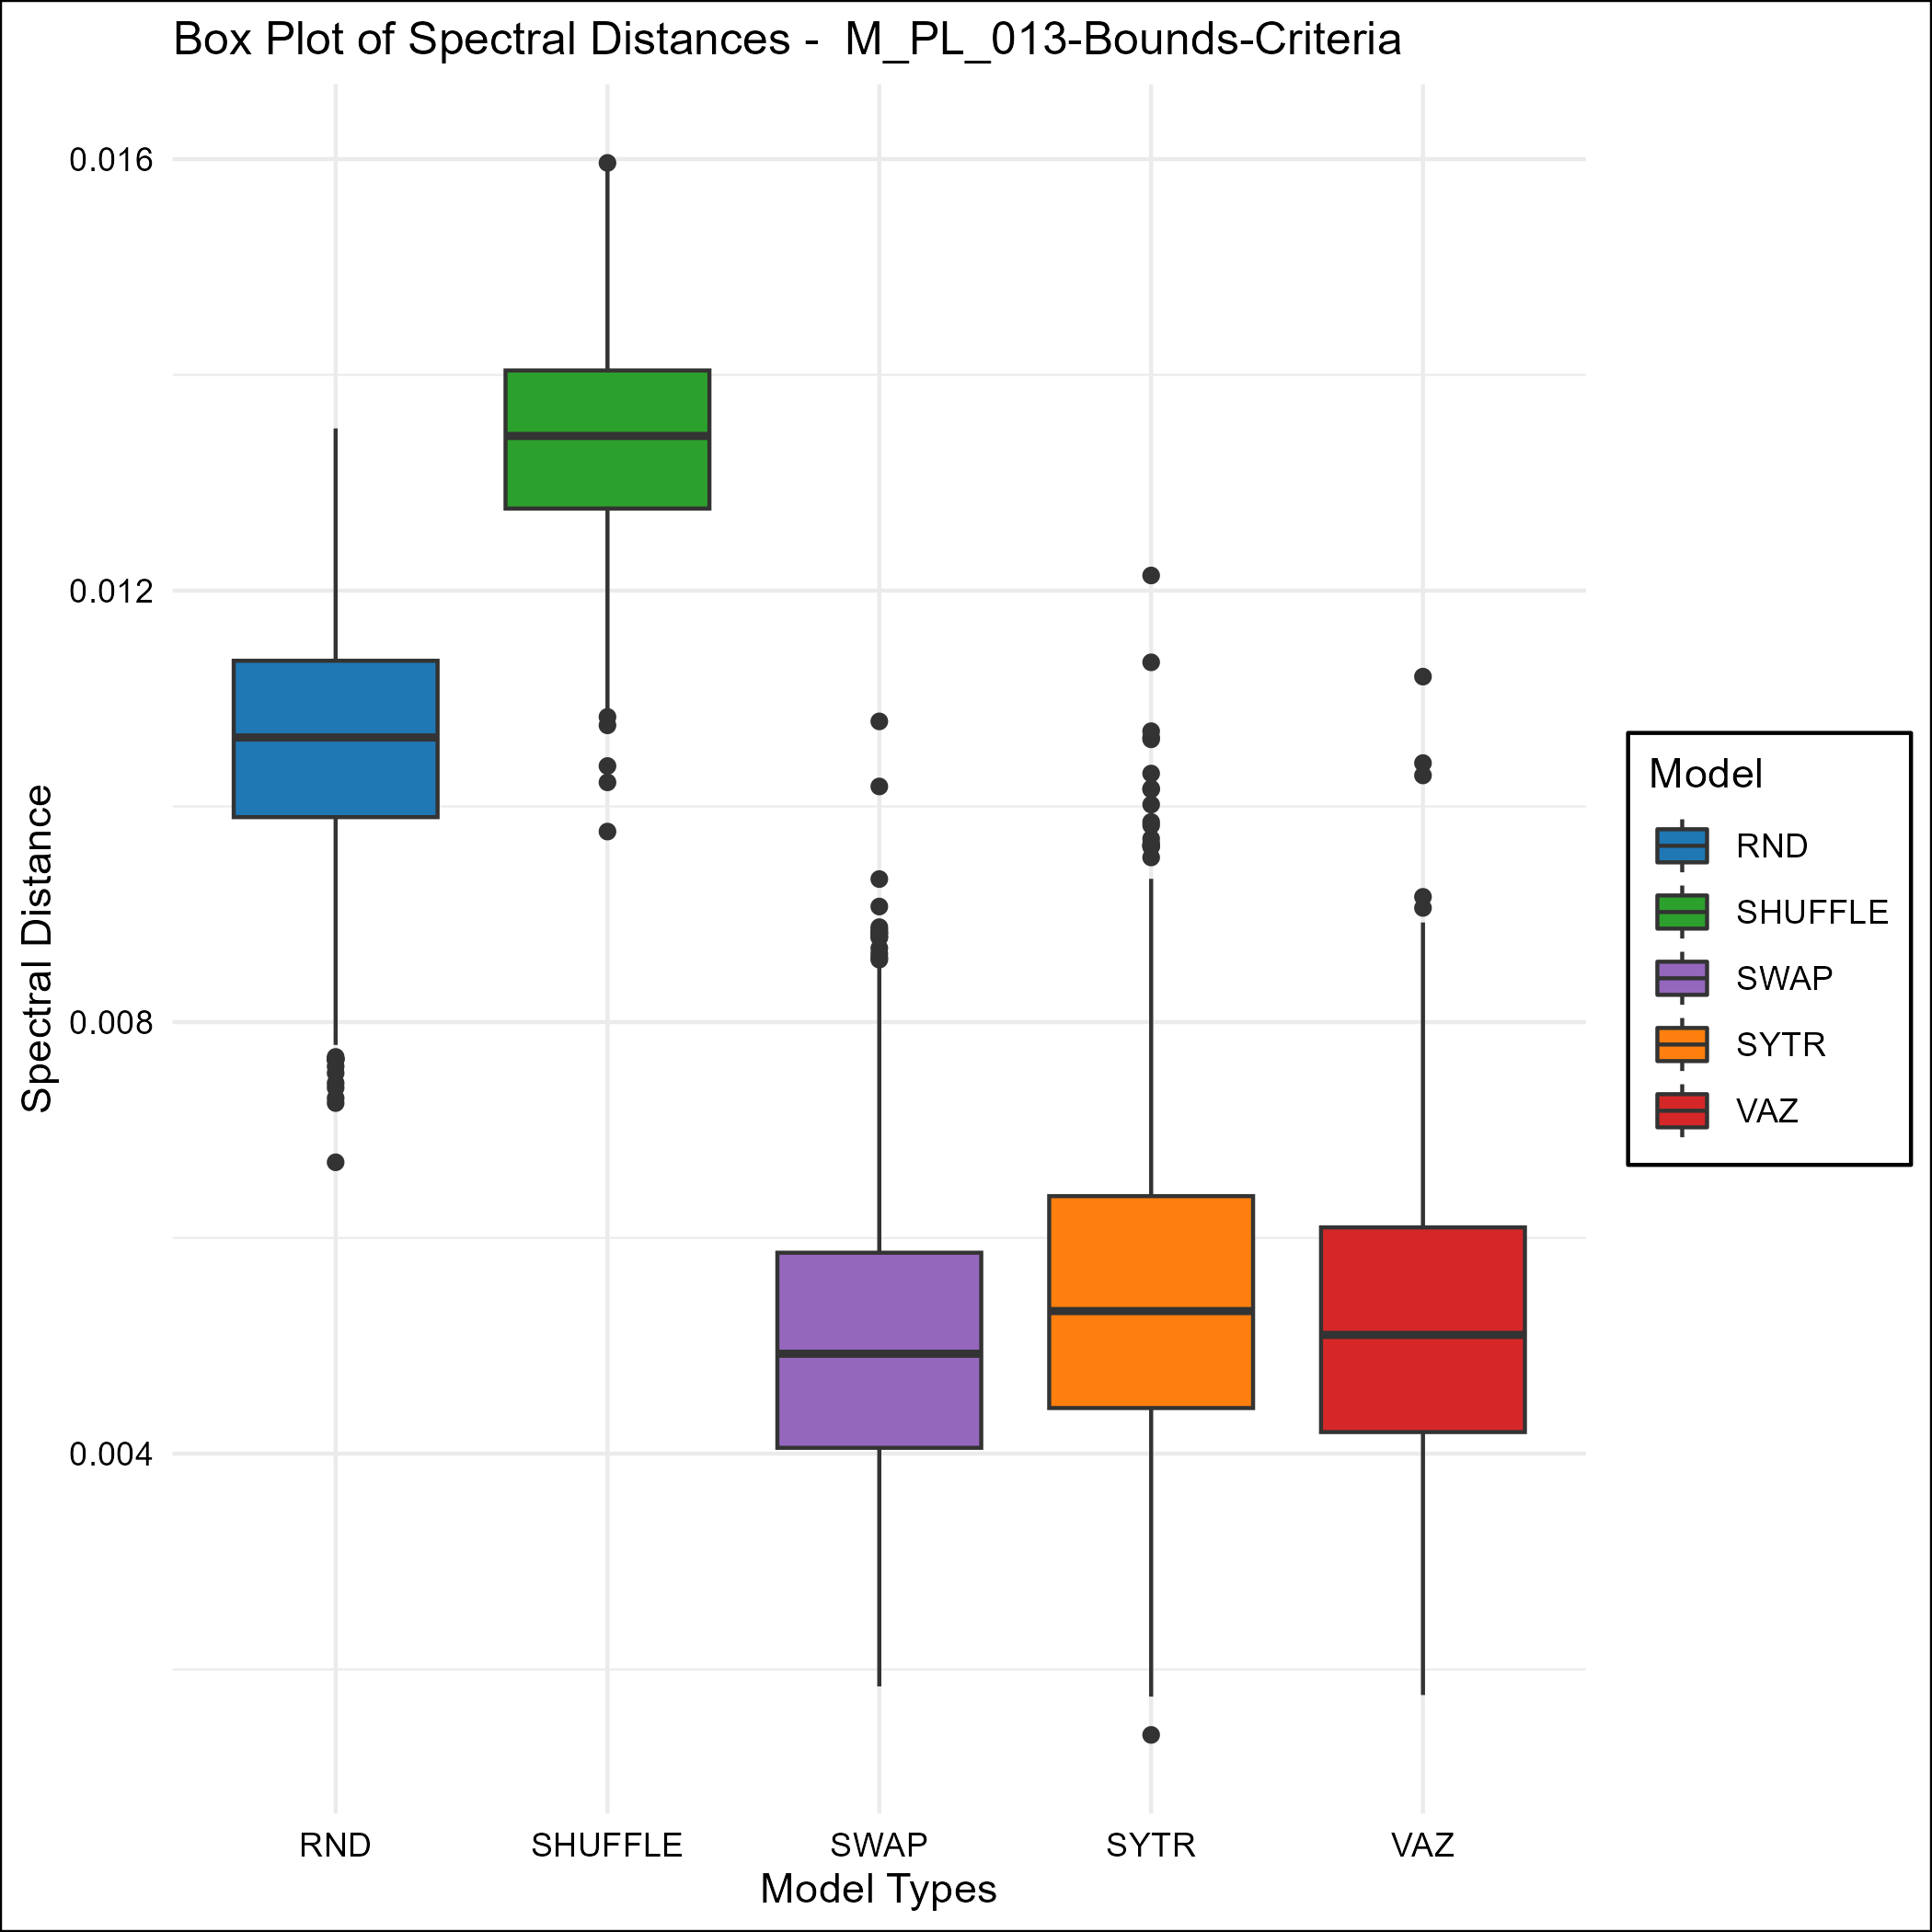 Box Plot of Spectral Distances -  M_PL_013-Bounds-Criteria
0.016
0.012
0.008
0.004
Spectral Distance
RND
SHUFFLE
SWAP
SYTR
VAZ
Model Types
Model
RND
SHUFFLE
SWAP
SYTR
VAZ